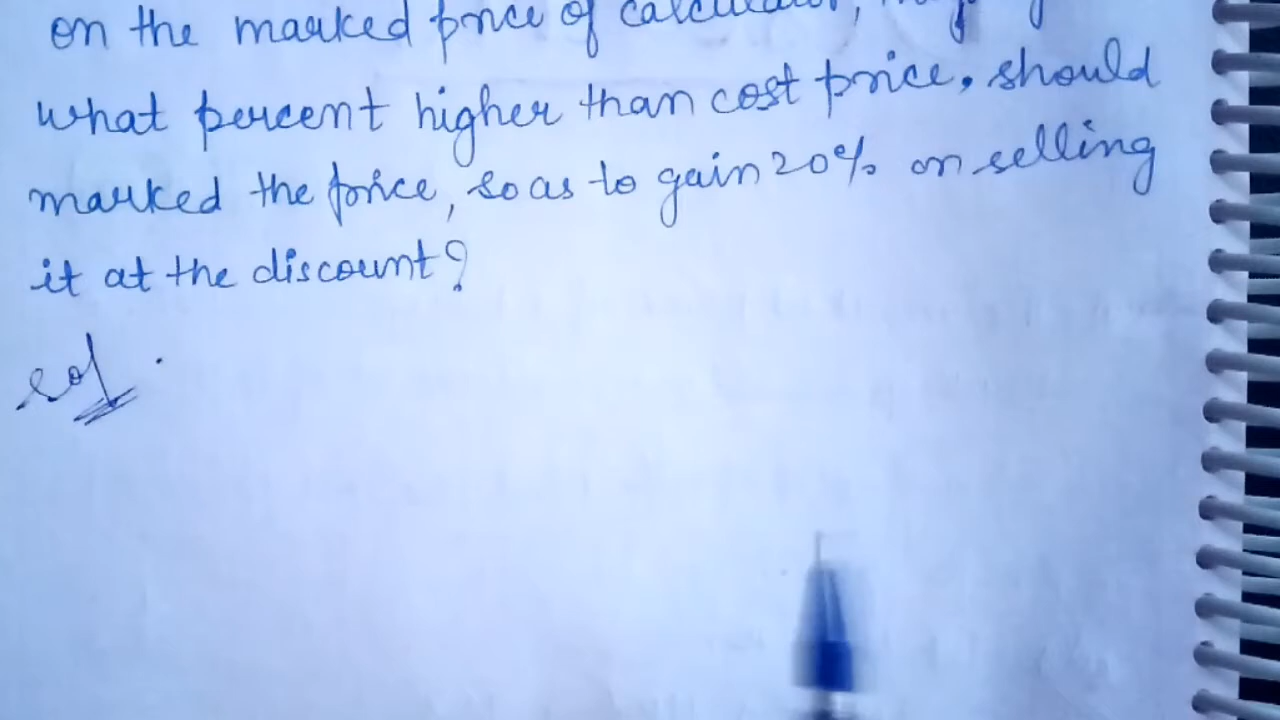 on the marked price of calculator,
what percent higher than cost price, should
marked the price, so as to gain 20% on selling
it at the discount?
sol